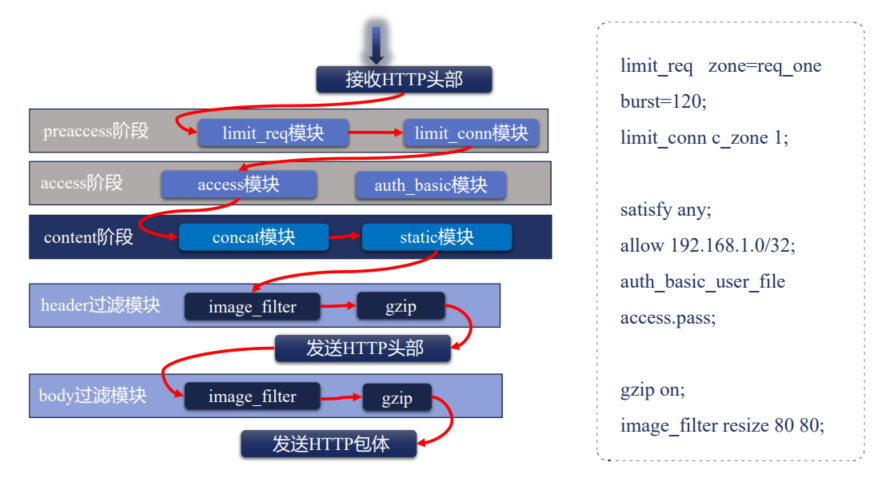 接收HTTP头部
preaccess阶段
limit_req模块
limit_conn模块
access阶段
access模块
auth_basic模块
content阶段
concat模块
static模块
header过滤模块
image_filter
gzip
发送HTTP头部
body过滤模块
image_filter
gzip
发送HTTP包体
limit_req zone=req_one
burst=120;
limit_conn c_zone 1;
satisfy any;
allow 192.168.1.0/32;
auth_basic_user_file
access.pass;
gzip on;
image_filter resize 80 80;